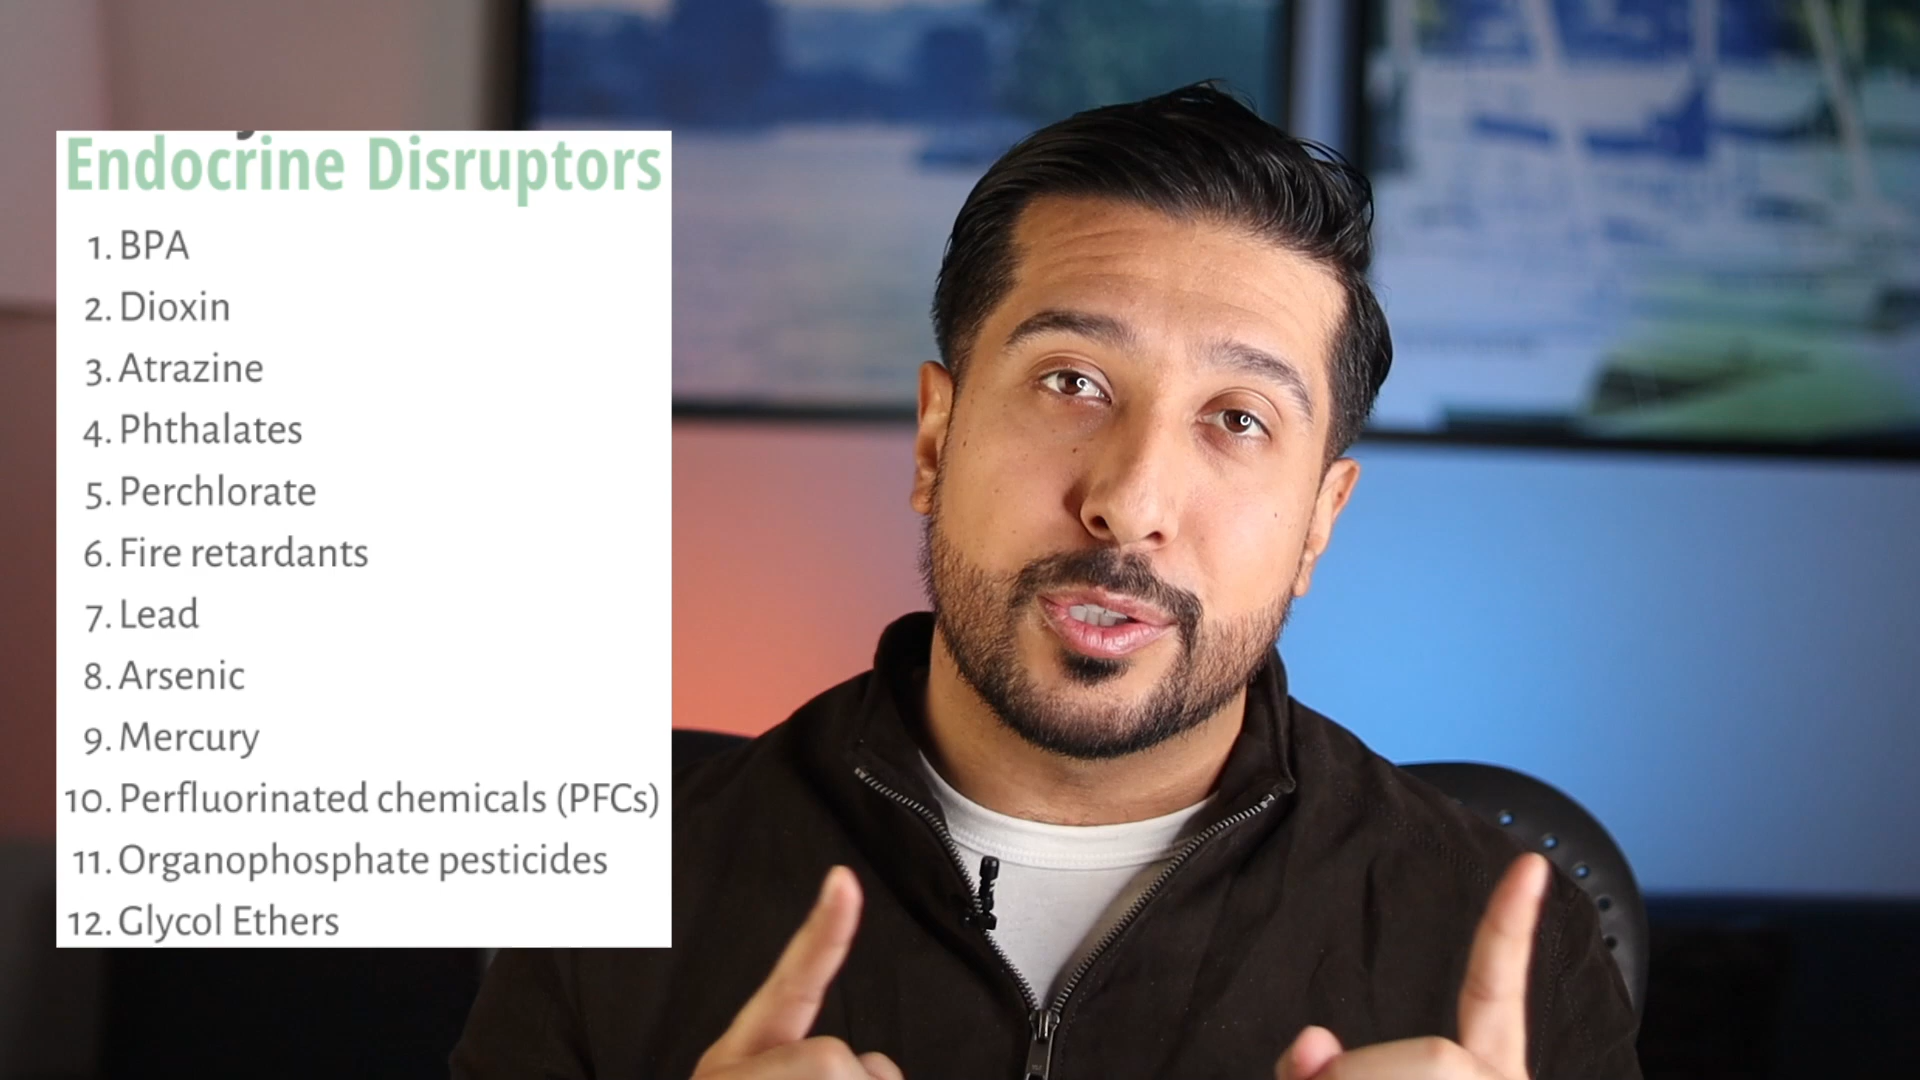 Endocrine Disruptors
1. BPA
2. Dioxin
3. Atrazine
4. Phthalates
5. Perchlorate
6. Fire retardants
7. Lead
8. Arsenic
9. Mercury
10. Perfluorinated chemicals (PFCs)
11. Organophosphate pesticides
12. Glycol Ethers